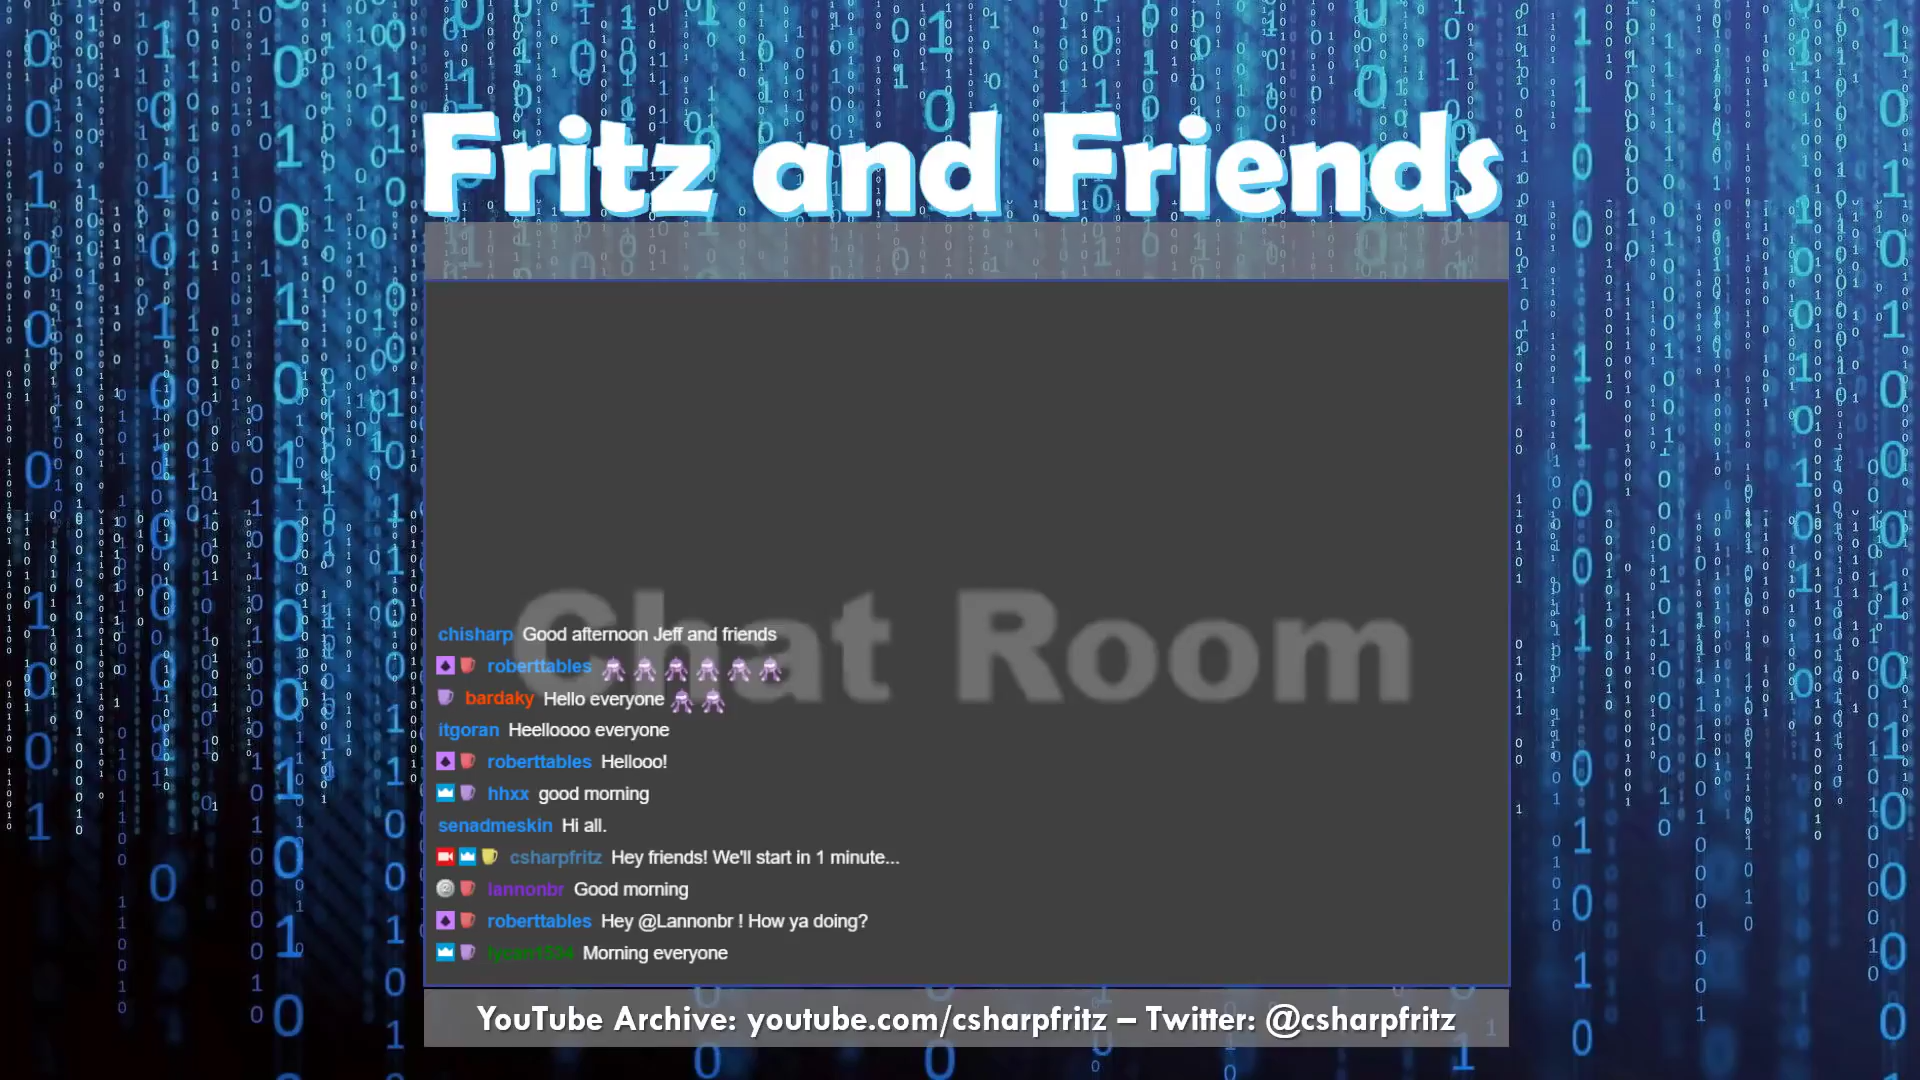 Fritz and Friends
Chat Room
chisharp Good afternoon Jeff and friends
roberttables
bardaky Hello everyone
itgoran Heelloooo everyone
roberttables Hellooo!
hhxx good morning
senadmeskin Hi all.
csharpfritz Hey friends! We'll start in 1 minute...
lannonbr Good morning
roberttables Hey @Lannonbr ! How ya doing?
Morning everyone
YouTube Archive: youtube.com/csharpfritz – Twitter: @csharpfritz